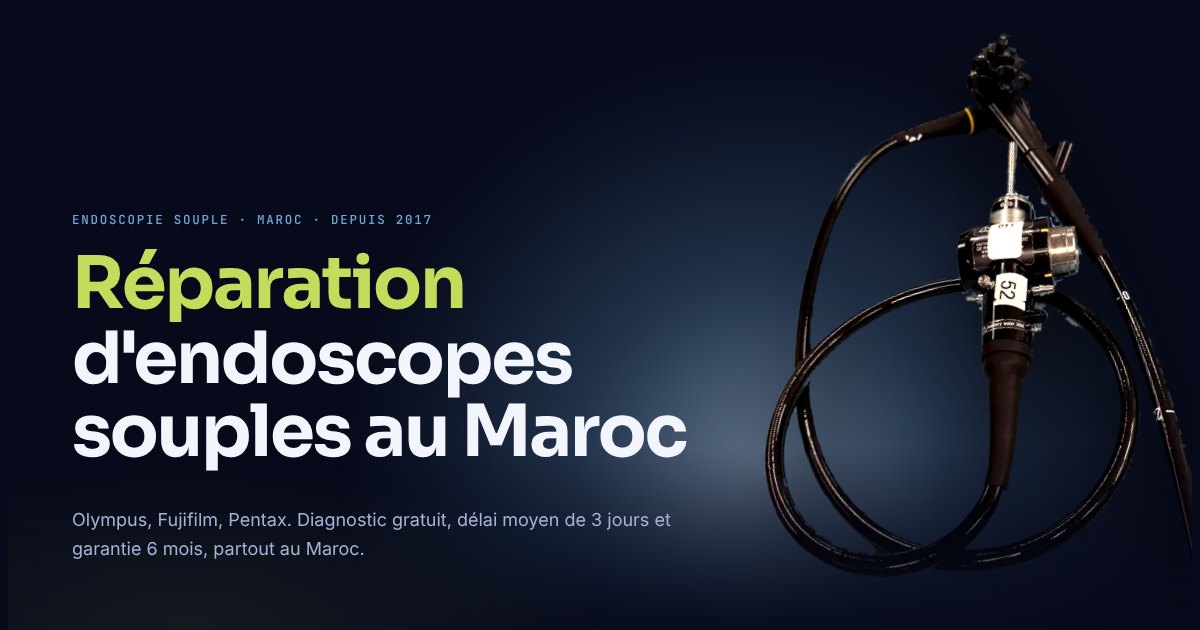 ENDOSCOPIE SOUPLE · MAROC · DEPUIS 2017
Réparation
d'endoscopes
souples au Maroc
Olympus, Fujifilm, Pentax. Diagnostic gratuit, délai moyen de 3 jours et
garantie 6 mois, partout au Maroc.
52